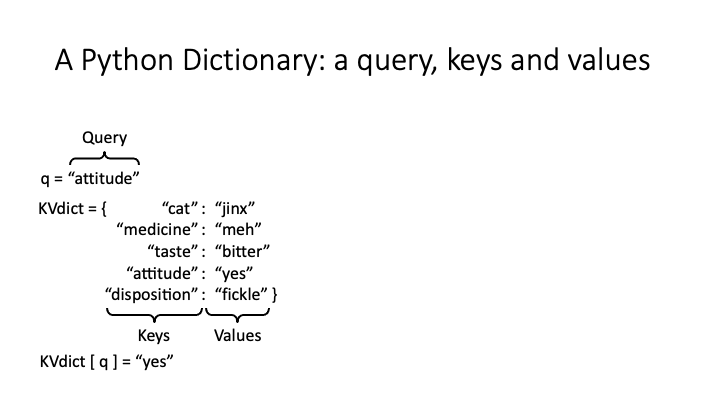 A Python Dictionary: a query, keys and values
Query
q = “attitude”
KVdict = { “cat” : “jinx”
“medicine” : “meh”
“taste” : “bitter”
“attitude” : “yes”
“disposition” : “fickle” }
Keys Values
KVdict [ q ] = “yes”